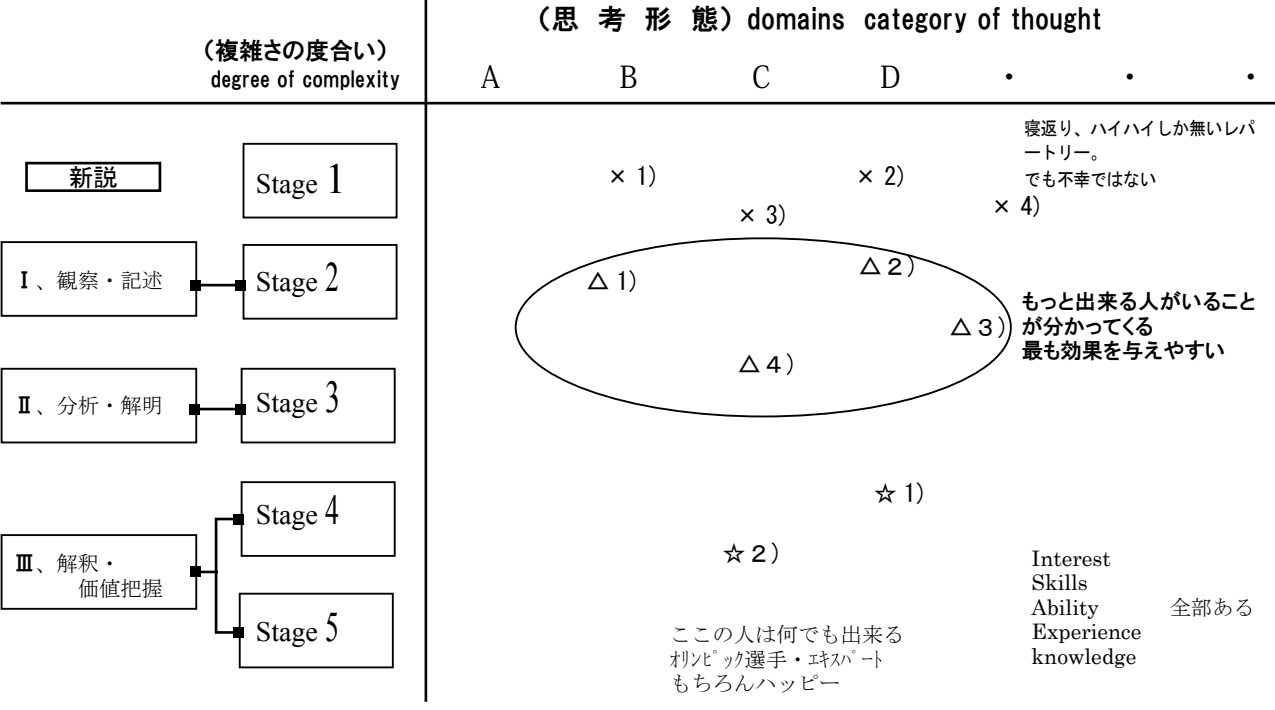 (思 考 形 態) domains category of thought
(複雑さの度合い)
degree of complexity
A B C D ・ ・ ・
新説
Stage 1
× 1)
× 2)
× 3)
× 4)
寝返り、ハイハイしか無いレパ
ートリー。
でも不幸ではない
Ⅰ、観察・記述
Stage 2
△ 1)
△ 2)
△ 3)
△ 4)
もっと出来る人がいること
が分かってくる
最も効果を与えやすい
Ⅱ、分析・解明
Stage 3
Ⅲ、解釈・
価値把握
Stage 4
Stage 5
☆ 1)
☆ 2)
ここの人は何でも出来る
オリンピック選手・エキスパート
もちろんハッピー
Interest
Skills
Ability 全部ある
Experience
knowledge